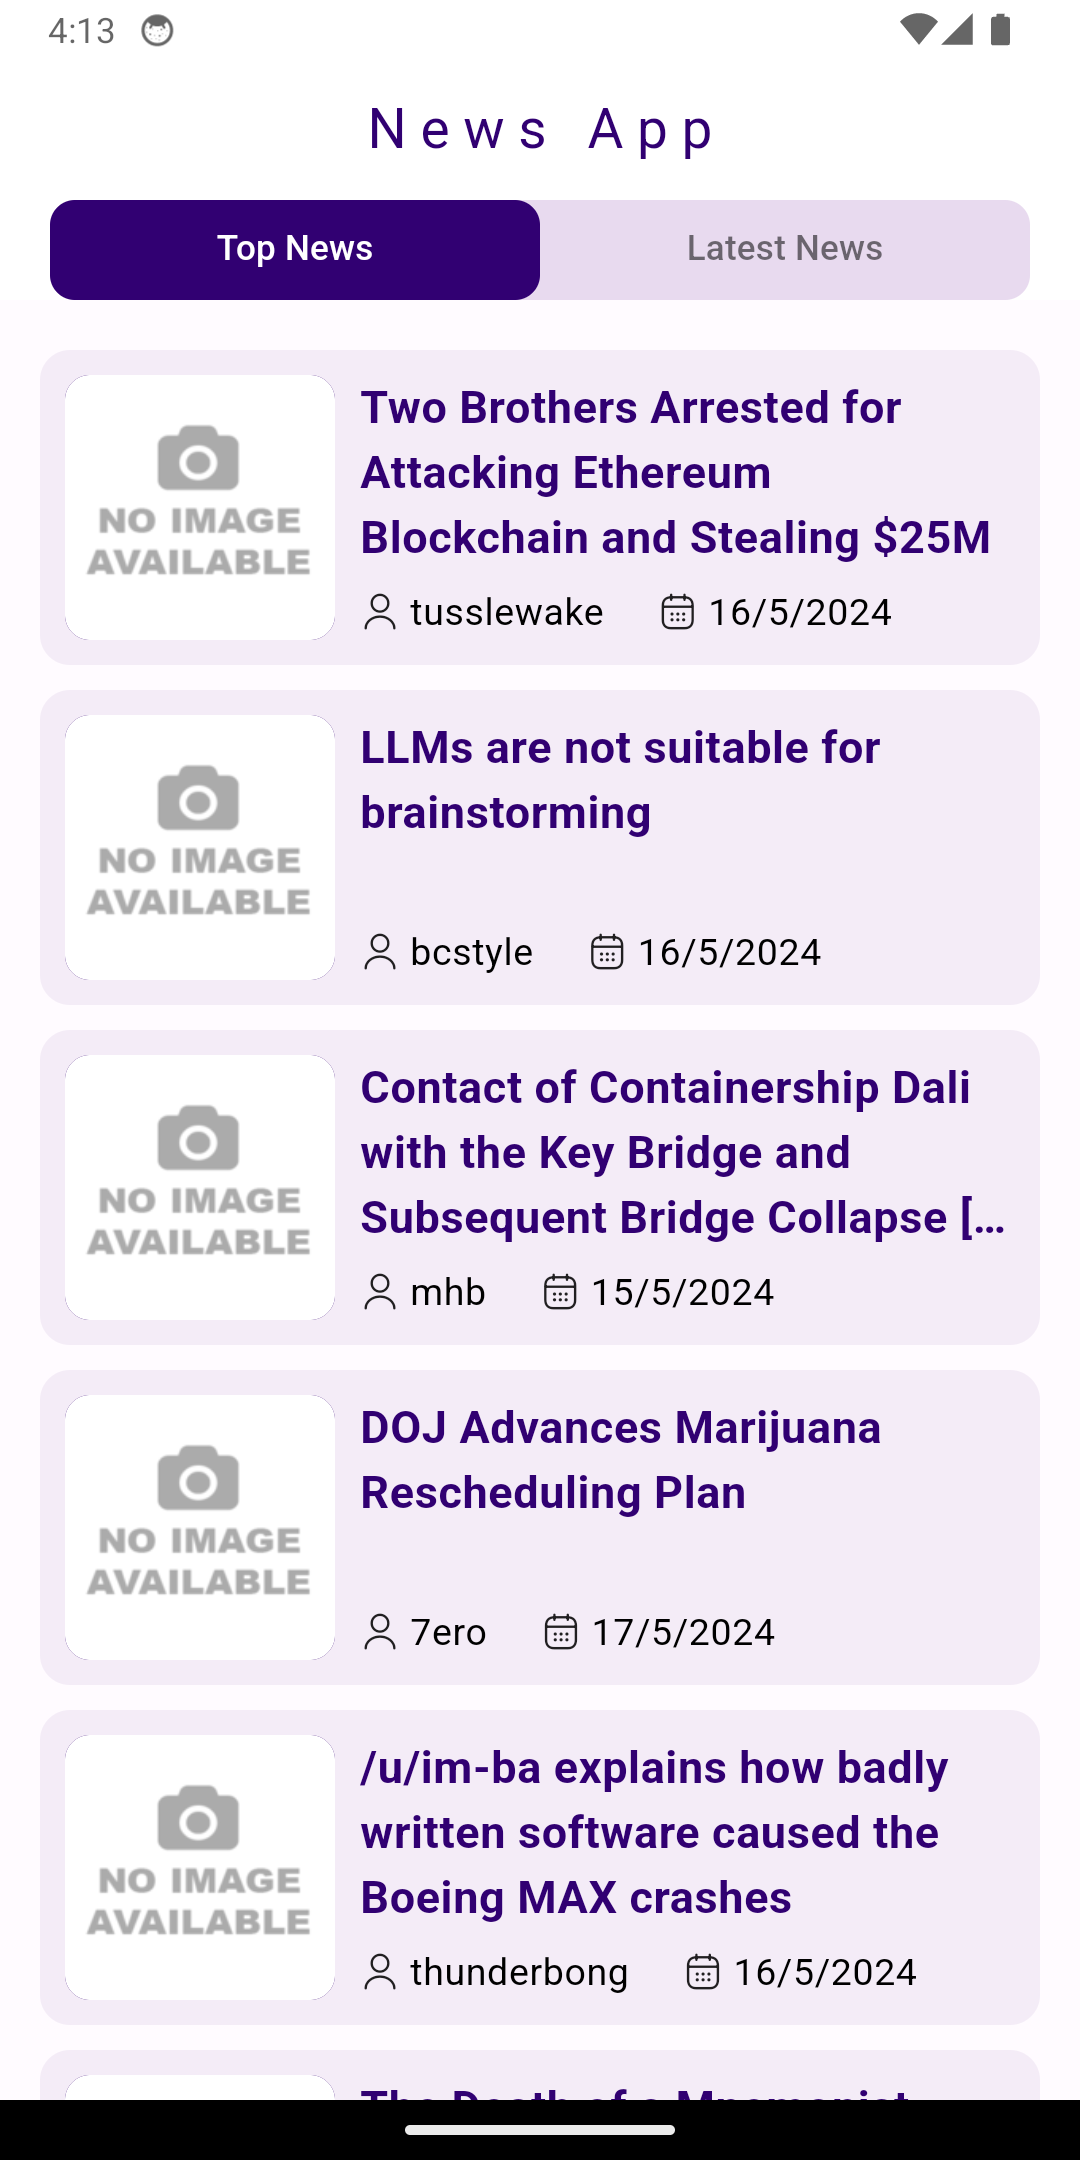 4:13
News App
Top News
Latest News
NO IMAGE
AVAILABLE
Two Brothers Arrested for
Attacking Ethereum
Blockchain and Stealing $25M
tusslewake
16/5/2024
NO IMAGE
AVAILABLE
LLMs are not suitable for
brainstorming
bcstyle
16/5/2024
NO IMAGE
AVAILABLE
Contact of Containership Dali
with the Key Bridge and
Subsequent Bridge Collapse […
mhb
15/5/2024
NO IMAGE
AVAILABLE
DOJ Advances Marijuana
Rescheduling Plan
7ero
17/5/2024
NO IMAGE
AVAILABLE
/u/im-ba explains how badly
written software caused the
Boeing MAX crashes
thunderbong
16/5/2024
The Death of a Mnemonist